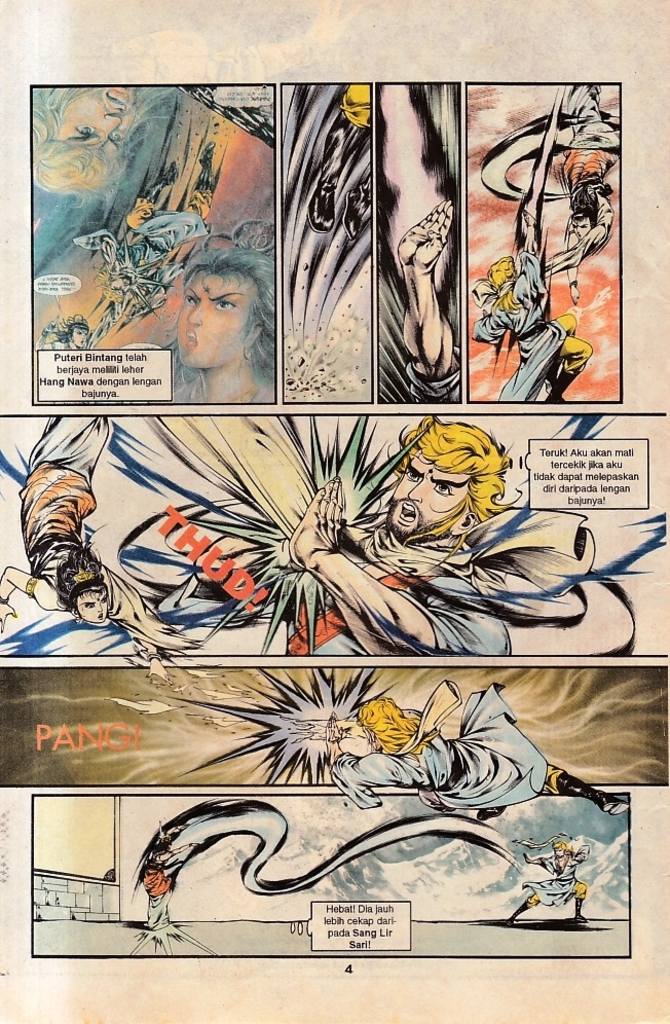 Puteri Bintang telah
berjaya melilit leher
Hang Nawa dengan lengan
bajunya.
Teruk! Aku akan mati
tercekik jika aku
tidak dapat melepaskan
diri daripada lengan
bajunya!
THUD!
PANG!
Hebat! Dia jauh
lebih cekap dari-
pada Sang Lir
Sari!
4